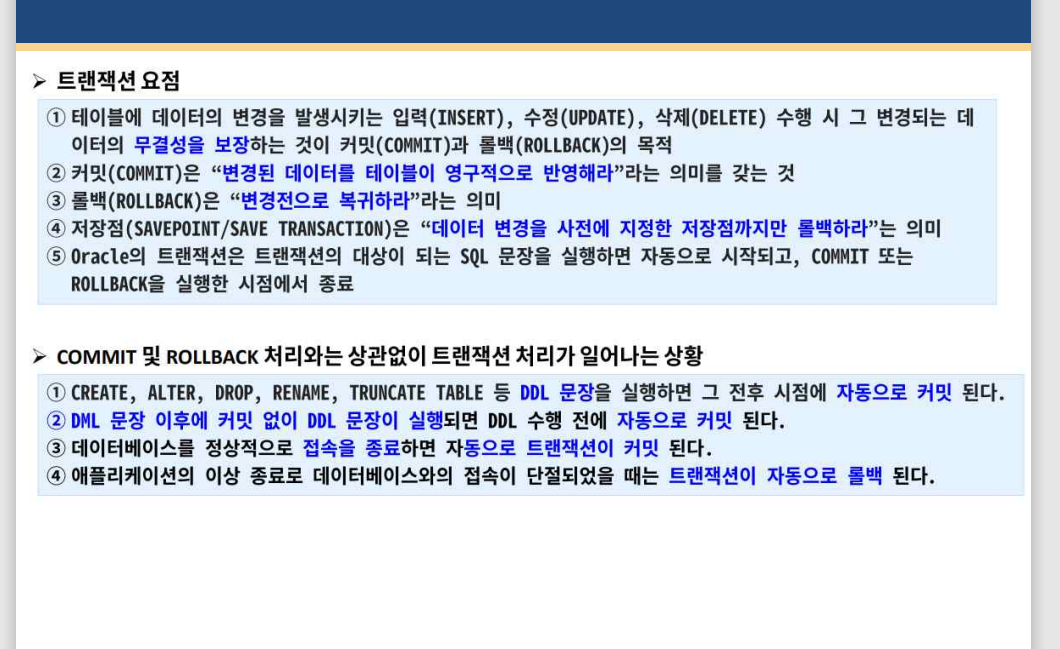 ➢ 트랜잭션 요점
① 테이블에 데이터의 변경을 발생시키는 입력(INSERT), 수정(UPDATE), 삭제(DELETE) 수행 시 그 변경되는 데
이터의 무결성을 보장하는 것이 커밋(COMMIT)과 롤백(ROLLBACK)의 목적
② 커밋(COMMIT)은 “변경된 데이터를 테이블이 영구적으로 반영해라”라는 의미를 갖는 것
③ 롤백(ROLLBACK)은 “변경전으로 복귀하라”라는 의미
④ 저장점(SAVEPOINT/SAVE TRANSACTION)은 “데이터 변경을 사전에 지정한 저장점까지만 롤백하라”는 의미
⑤ Oracle의 트랜잭션은 트랜잭션의 대상이 되는 SQL 문장을 실행하면 자동으로 시작되고, COMMIT 또는
ROLLBACK을 실행한 시점에서 종료
➢ COMMIT 및 ROLLBACK 처리와는 상관없이 트랜잭션 처리가 일어나는 상황
① CREATE, ALTER, DROP, RENAME, TRUNCATE TABLE 등 DDL 문장을 실행하면 그 전후 시점에 자동으로 커밋 된다.
② DML 문장 이후에 커밋 없이 DDL 문장이 실행되면 DDL 수행 전에 자동으로 커밋 된다.
③ 데이터베이스를 정상적으로 접속을 종료하면 자동으로 트랜잭션이 커밋 된다.
④ 애플리케이션의 이상 종료로 데이터베이스와의 접속이 단절되었을 때는 트랜잭션이 자동으로 롤백 된다.